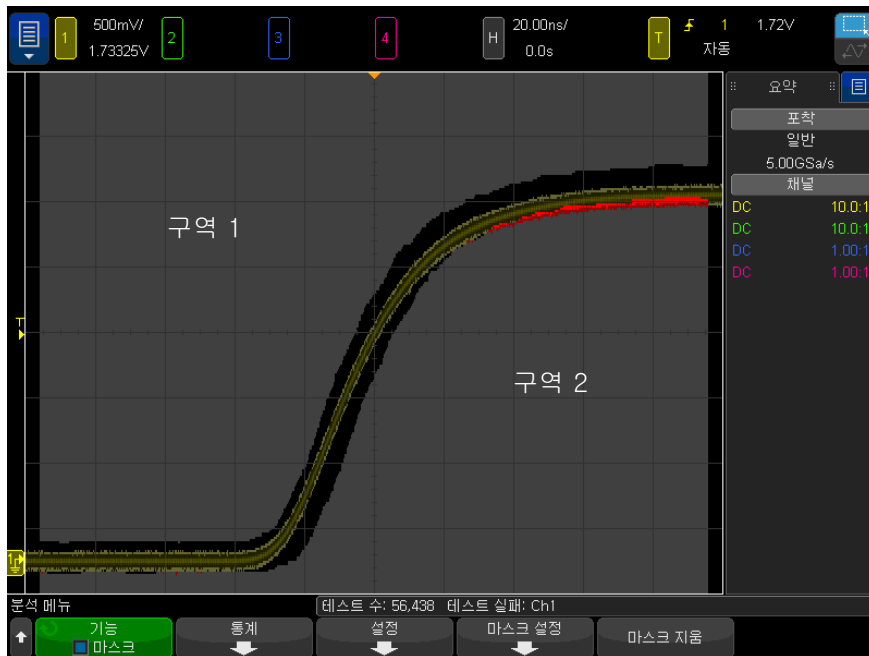 1 500mV/ 2 3 4 H 20.00ns/ T 1 1.72V
1.73325V 0.0s 자동
요약
포착
일반
5.00GSa/s
채널
DC 10.0:1
DC 10.0:1
DC 1.00:1
DC 1.00:1
구역 1
T
구역 2
1
분석 메뉴 테스트 수: 56,438 테스트 실패: Ch1
기능 통계 설정 마스크 설정 마스크 지움
마스크